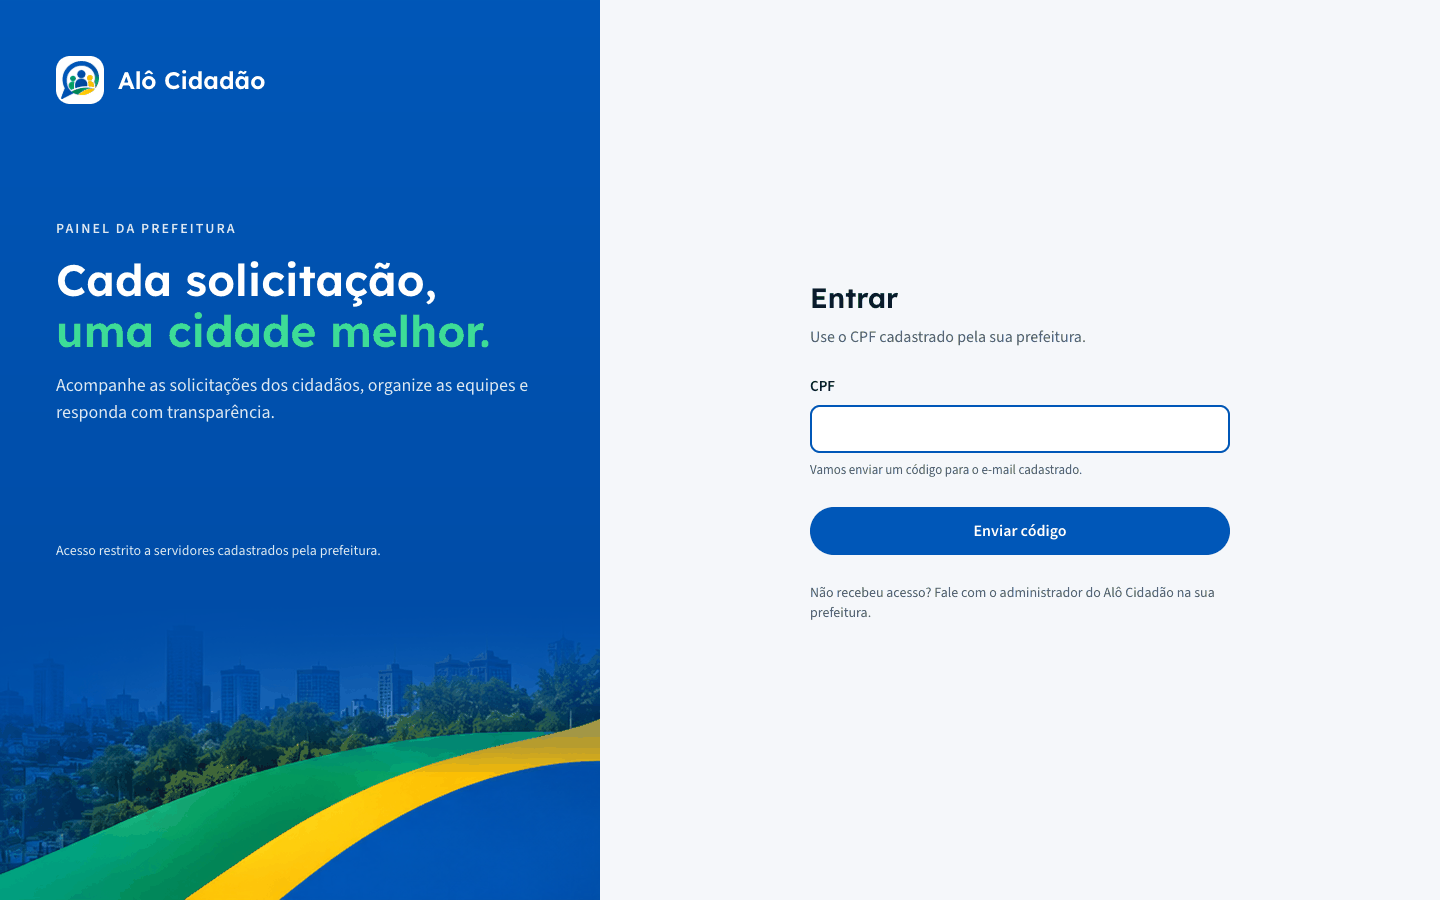 Alô Cidadão
PAINEL DA PREFEITURA
Cada solicitação,
uma cidade melhor.
Acompanhe as solicitações dos cidadãos, organize as equipes e
responda com transparência.
Acesso restrito a servidores cadastrados pela prefeitura.
Entrar
Use o CPF cadastrado pela sua prefeitura.
CPF
Vamos enviar um código para o e-mail cadastrado.
Enviar código
Não recebeu acesso? Fale com o administrador do Alô Cidadão na sua
prefeitura.